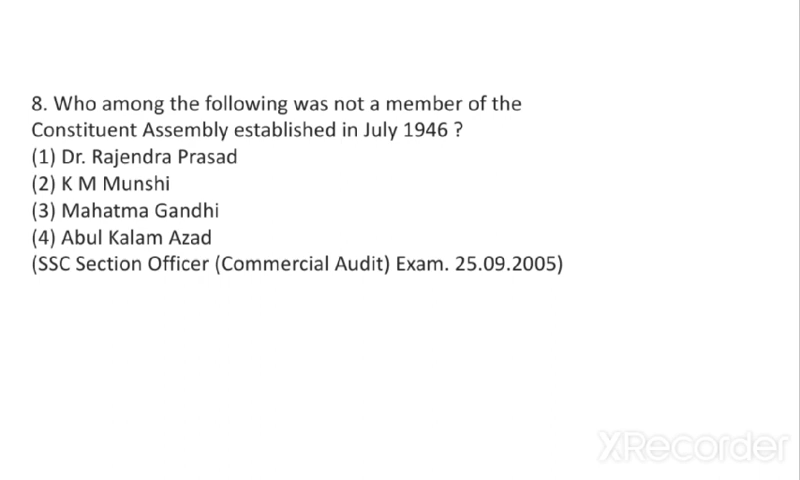 8. Who among the following was not a member of the
Constituent Assembly established in July 1946 ?
(1) Dr. Rajendra Prasad
(2) K M Munshi
(3) Mahatma Gandhi
(4) Abul Kalam Azad
(SSC Section Officer (Commercial Audit) Exam. 25.09.2005)
XRecorder